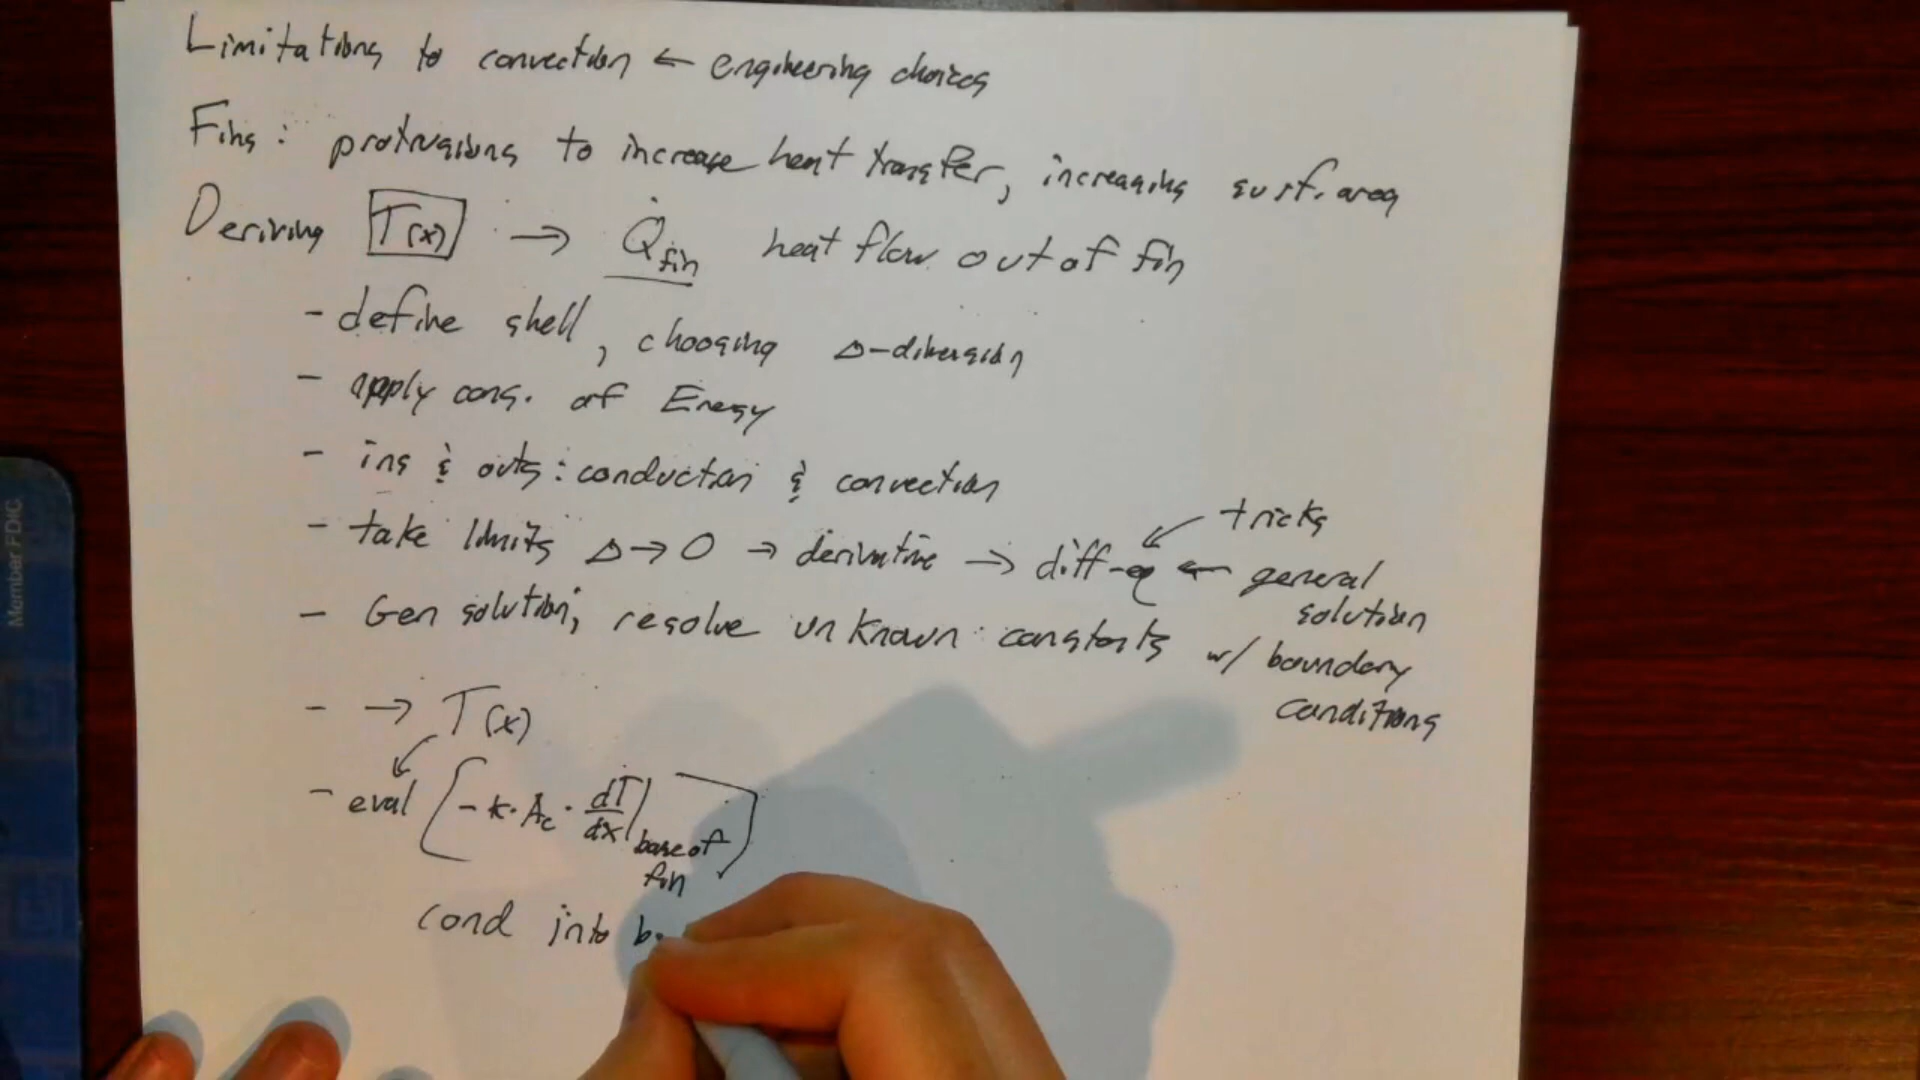 Limitations to convection ← engineering choices
Fins: protrusions to increase heat transfer, increasing surf. area
Deriving T(x) → Q̇fin heat flow out of fin
- define shell, choosing Δ-dimension
- apply cons. of Energy
- ins & outs: conduction & convection
- take limits Δ→0 → derivative → diff-eq ← general solution
tricks
- Gen solution; resolve unknown constants w/ boundary conditions
- → T(x)
- eval [-k·Ac·dT/dx|base of fin]
cond into
Member FDIC